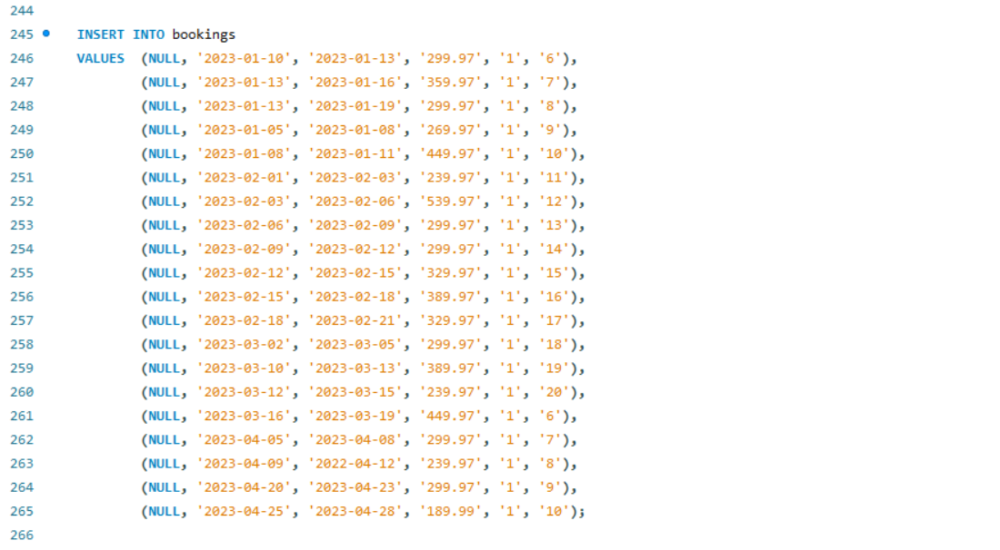 244
245 INSERT INTO bookings
246 VALUES (NULL, '2023-01-10', '2023-01-13', '299.97', '1', '6'),
247 (NULL, '2023-01-13', '2023-01-16', '359.97', '1', '7'),
248 (NULL, '2023-01-13', '2023-01-19', '299.97', '1', '8'),
249 (NULL, '2023-01-05', '2023-01-08', '269.97', '1', '9'),
250 (NULL, '2023-01-08', '2023-01-11', '449.97', '1', '10'),
251 (NULL, '2023-02-01', '2023-02-03', '239.97', '1', '11'),
252 (NULL, '2023-02-03', '2023-02-06', '539.97', '1', '12'),
253 (NULL, '2023-02-06', '2023-02-09', '299.97', '1', '13'),
254 (NULL, '2023-02-09', '2023-02-12', '299.97', '1', '14'),
255 (NULL, '2023-02-12', '2023-02-15', '329.97', '1', '15'),
256 (NULL, '2023-02-15', '2023-02-18', '389.97', '1', '16'),
257 (NULL, '2023-02-18', '2023-02-21', '329.97', '1', '17'),
258 (NULL, '2023-03-02', '2023-03-05', '299.97', '1', '18'),
259 (NULL, '2023-03-10', '2023-03-13', '389.97', '1', '19'),
260 (NULL, '2023-03-12', '2023-03-15', '239.97', '1', '20'),
261 (NULL, '2023-03-16', '2023-03-19', '449.97', '1', '6'),
262 (NULL, '2023-04-05', '2023-04-08', '299.97', '1', '7'),
263 (NULL, '2023-04-09', '2022-04-12', '239.97', '1', '8'),
264 (NULL, '2023-04-20', '2023-04-23', '299.97', '1', '9'),
265 (NULL, '2023-04-25', '2023-04-28', '189.99', '1', '10');
266